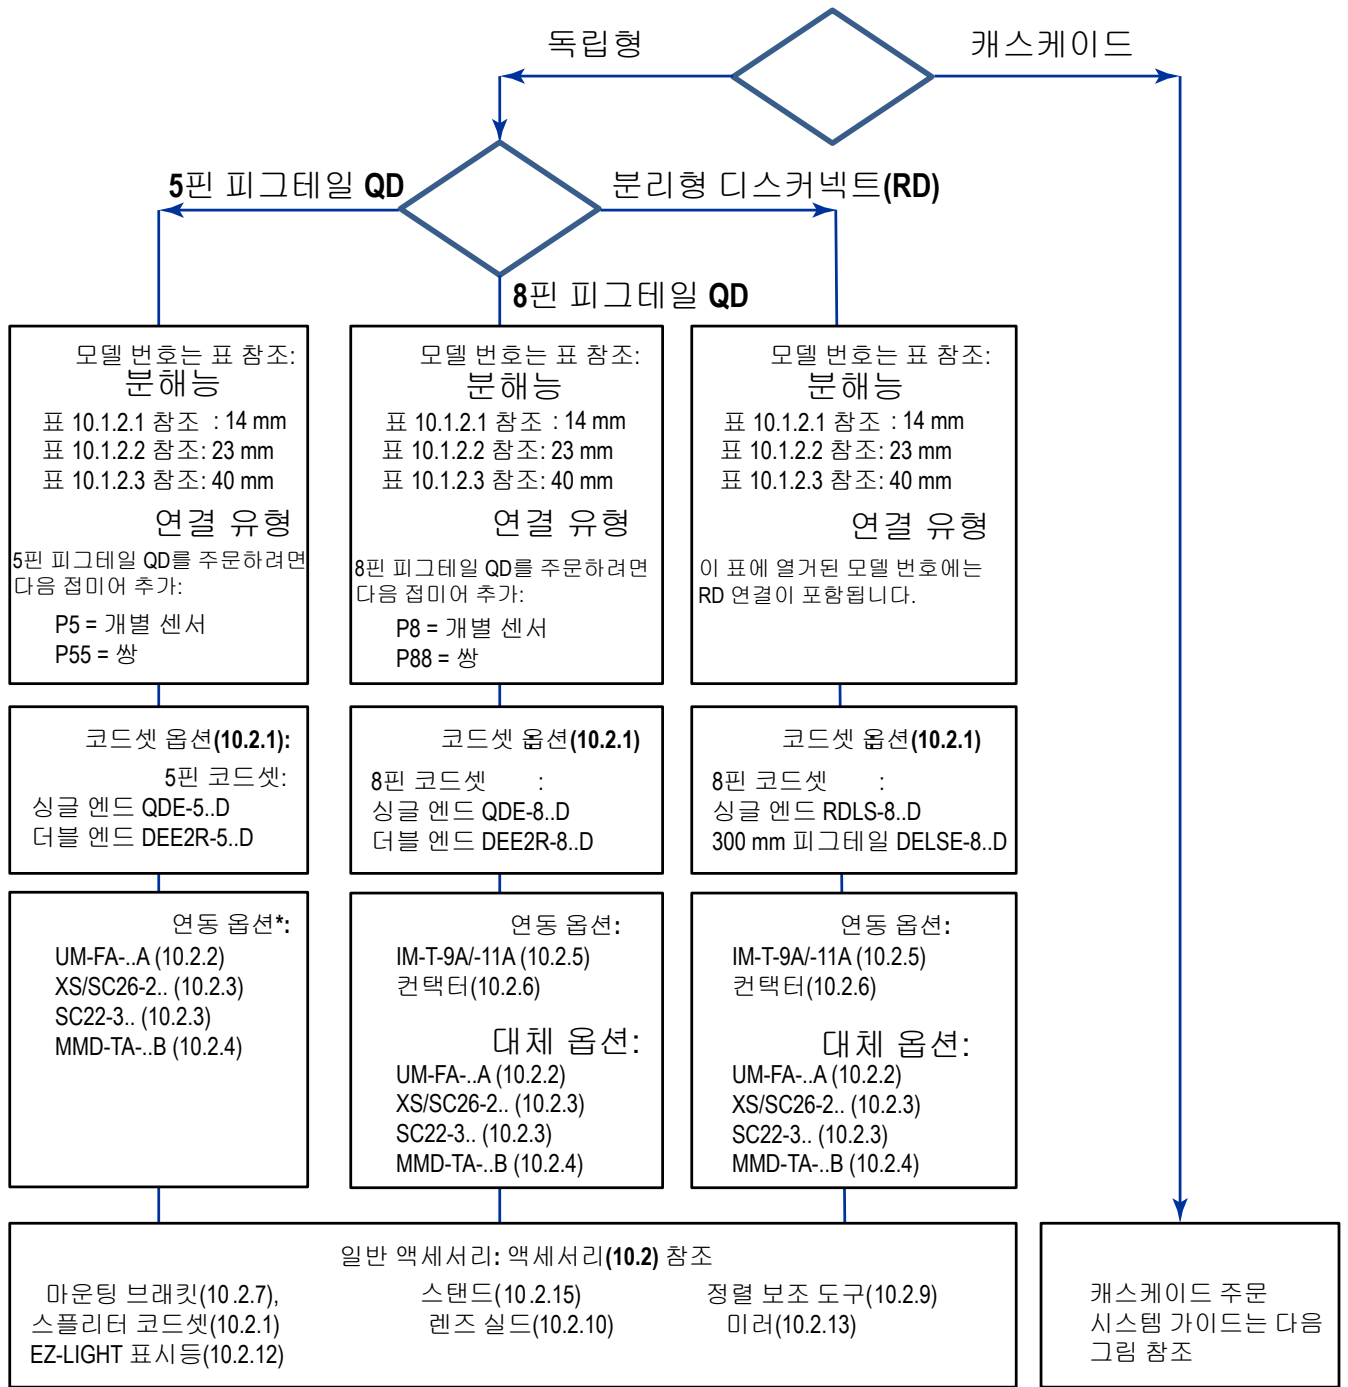 독립형
캐스케이드
5핀 피그테일 QD
분리형 디스커넥트(RD)
8핀 피그테일 QD
모델 번호는 표 참조:
분해능
표 10.1.2.1 참조 : 14 mm
표 10.1.2.2 참조: 23 mm
표 10.1.2.3 참조: 40 mm
연결 유형
5핀 피그테일 QD를 주문하려면
다음 접미어 추가:
P5 = 개별 센서
P55 = 쌍
모델 번호는 표 참조:
분해능
표 10.1.2.1 참조 : 14 mm
표 10.1.2.2 참조: 23 mm
표 10.1.2.3 참조: 40 mm
연결 유형
8핀 피그테일 QD를 주문하려면
다음 접미어 추가:
P8 = 개별 센서
P88 = 쌍
모델 번호는 표 참조:
분해능
표 10.1.2.1 참조 : 14 mm
표 10.1.2.2 참조: 23 mm
표 10.1.2.3 참조: 40 mm
연결 유형
이 표에 열거된 모델 번호에는
RD 연결이 포함됩니다.
코드셋 옵션(10.2.1):
5핀 코드셋:
싱글 엔드 QDE-5..D
더블 엔드 DEE2R-5..D
코드셋 옵션(10.2.1)
8핀 코드셋 :
싱글 엔드 QDE-8..D
더블 엔드 DEE2R-8..D
코드셋 옵션(10.2.1)
8핀 코드셋 :
싱글 엔드 RDLS-8..D
300 mm 피그테일 DELSE-8..D
연동 옵션*:
UM-FA-..A (10.2.2)
XS/SC26-2.. (10.2.3)
SC22-3.. (10.2.3)
MMD-TA-..B (10.2.4)
연동 옵션:
IM-T-9A/-11A (10.2.5)
컨택터(10.2.6)
대체 옵션:
UM-FA-..A (10.2.2)
XS/SC26-2.. (10.2.3)
SC22-3.. (10.2.3)
MMD-TA-..B (10.2.4)
연동 옵션:
IM-T-9A/-11A (10.2.5)
컨택터(10.2.6)
대체 옵션:
UM-FA-..A (10.2.2)
XS/SC26-2.. (10.2.3)
SC22-3.. (10.2.3)
MMD-TA-..B (10.2.4)
일반 액세서리: 액세서리(10.2) 참조
마운팅 브래킷(10.2.7),
스플리터 코드셋(10.2.1)
EZ-LIGHT 표시등(10.2.12)
스탠드(10.2.15)
렌즈 실드(10.2.10)
정렬 보조 도구(10.2.9)
미러(10.2.13)
캐스케이드 주문
시스템 가이드는 다음
그림 참조